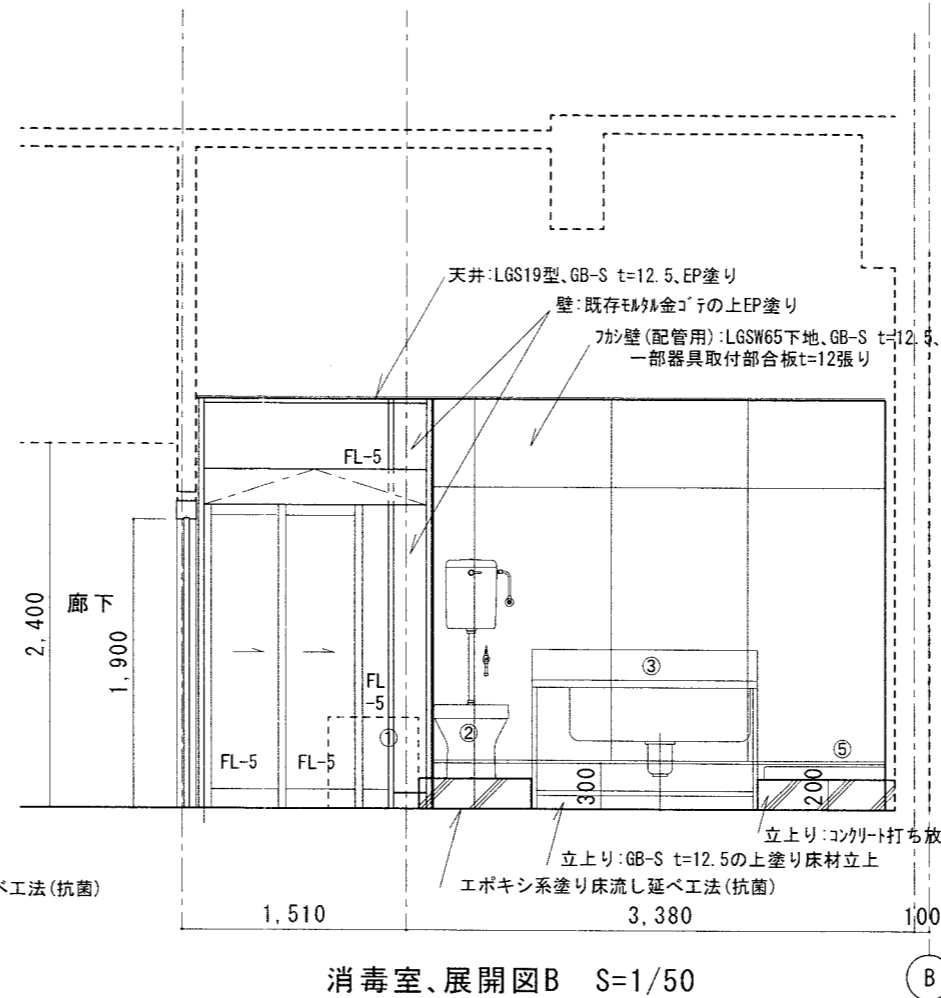 天井:LGS19型、GB-S t=12.5、EP塗り
壁:既存ﾓﾙﾀﾙ金ｺﾞﾃの上EP塗り
ﾌｶｼ壁(配管用):LGSW65下地、GB-S t=12.5、
一部器具取付部合板t=12張り
FL-5
2,400
廊下
1,900
FL
-5
①
②
③
⑤
FL-5
FL-5
300
200
立上り:ｺﾝｸﾘｰﾄ打ち放
立上り:GB-S t=12.5の上塗り床材立上
エポキシ系塗り床流し延べ工法(抗菌)
べ工法(抗菌)
1,510
3,380
100
消毒室、展開図B S=1/50
B